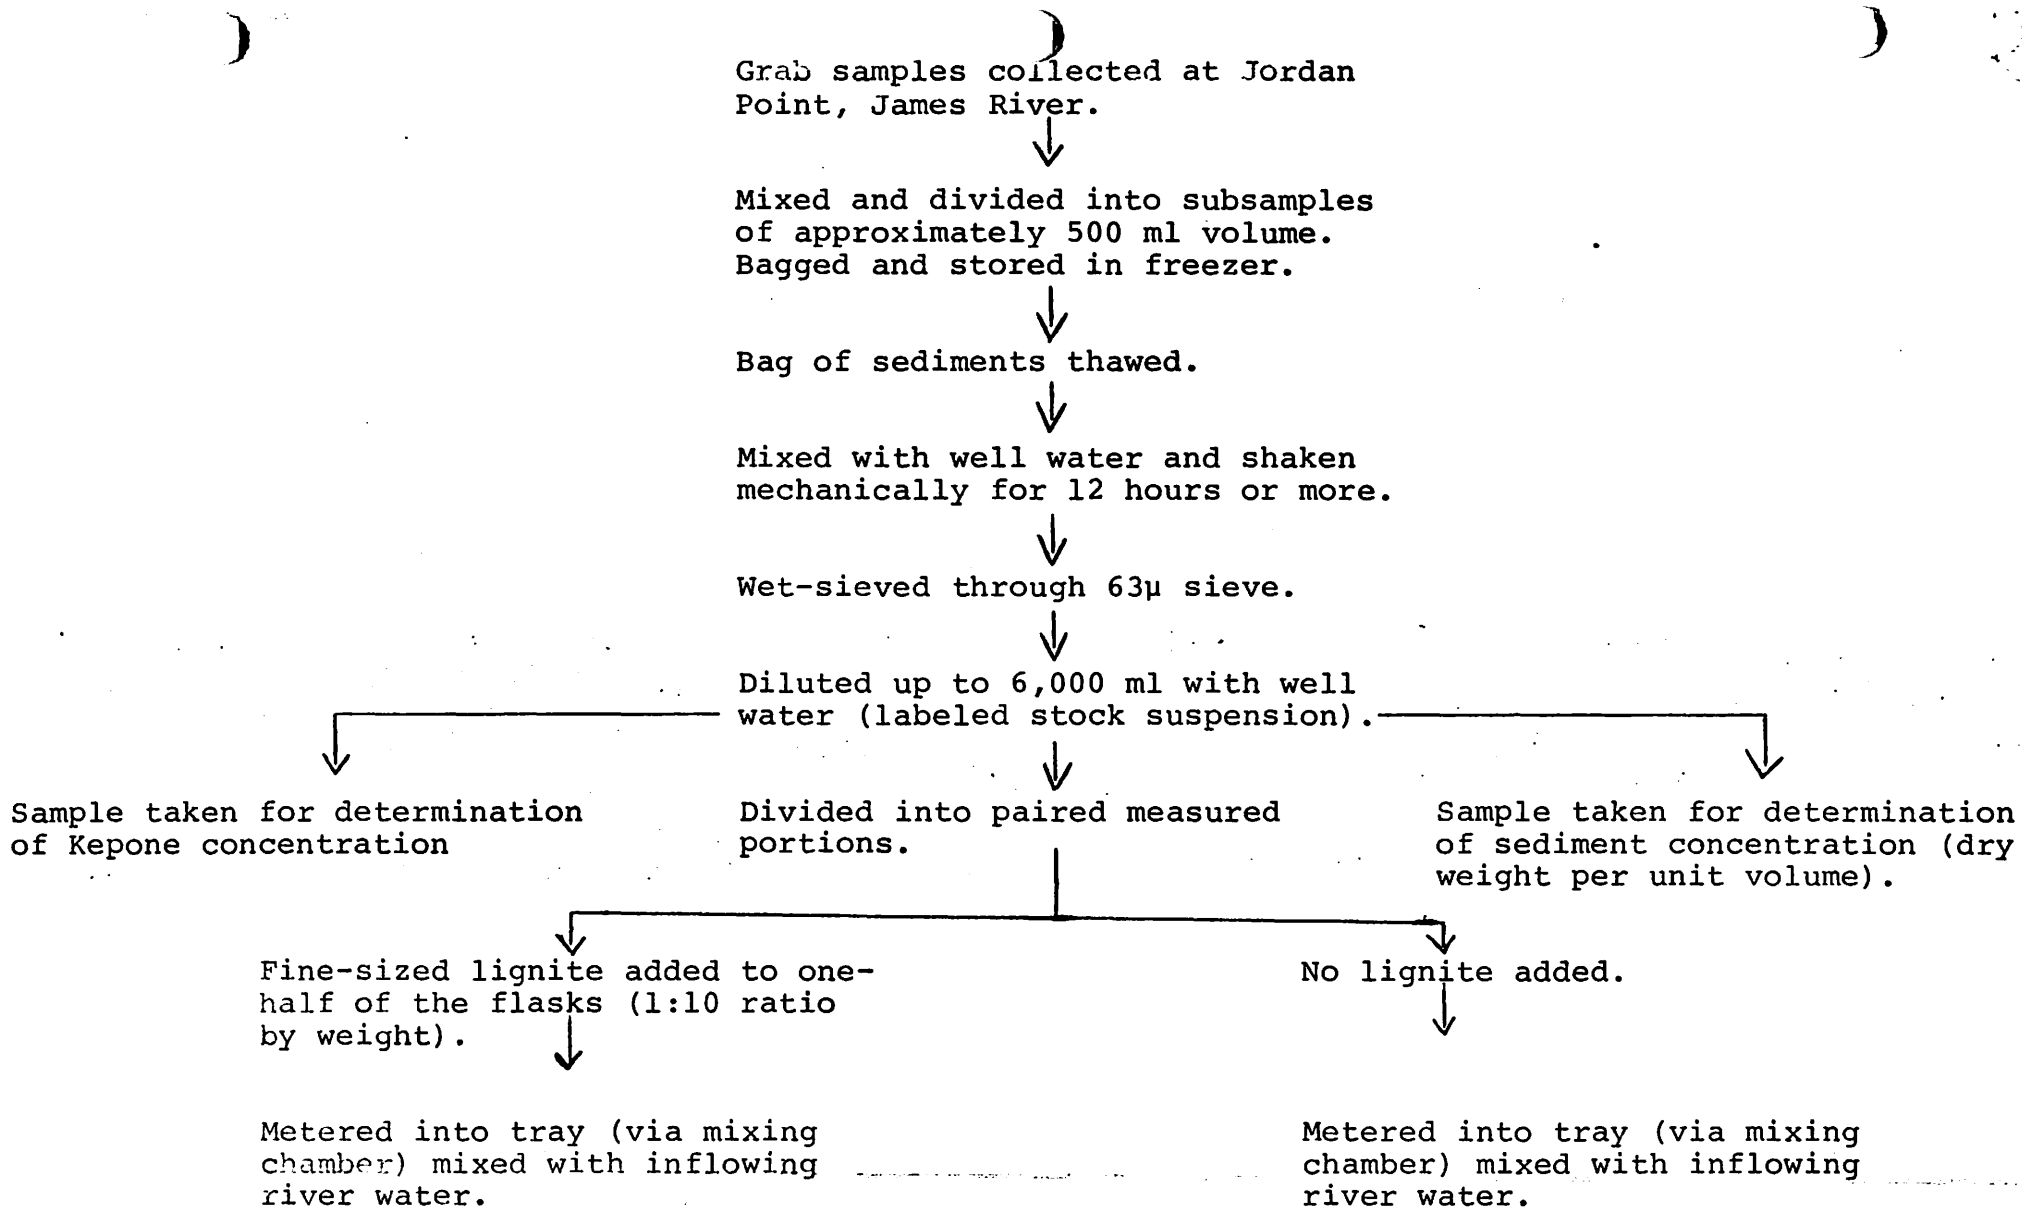 Grab samples collected at Jordan
Point, James River.
Mixed and divided into subsamples
of approximately 500 ml volume.
Bagged and stored in freezer.
Bag of sediments thawed.
Mixed with well water and shaken
mechanically for 12 hours or more.
Wet-sieved through 63µ sieve.
Diluted up to 6,000 ml with well
water (labeled stock suspension).
Sample taken for determination
of Kepone concentration
Divided into paired measured
portions.
Sample taken for determination
of sediment concentration (dry
weight per unit volume).
Fine-sized lignite added to one-
half of the flasks (1:10 ratio
by weight).
No lignite added.
Metered into tray (via mixing
chamber) mixed with inflowing
river water.
Metered into tray (via mixing
chamber) mixed with inflowing
river water.